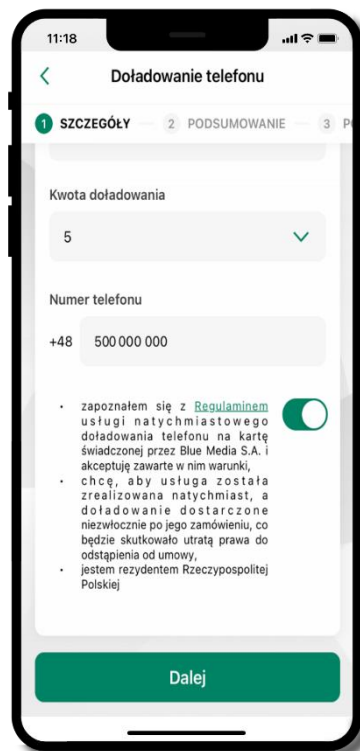 11:18
Doładowanie telefonu
1 SZCZEGÓŁY 2 PODSUMOWANIE 3
Kwota doładowania
5
Numer telefonu
+48 500 000 000
• zapoznałem się z Regulaminem
usługi natychmiastowego
doładowania telefonu na kartę
świadczonej przez Blue Media S.A. i
akceptuję zawarte w nim warunki,
• chcę, aby usługa została
zrealizowana natychmiast, a
doładowanie dostarczone
niezwłocznie po jego zamówieniu, co
będzie skutkowało utratą prawa do
odstąpienia od umowy,
• jestem rezydentem Rzeczypospolitej
Polskiej
Dalej